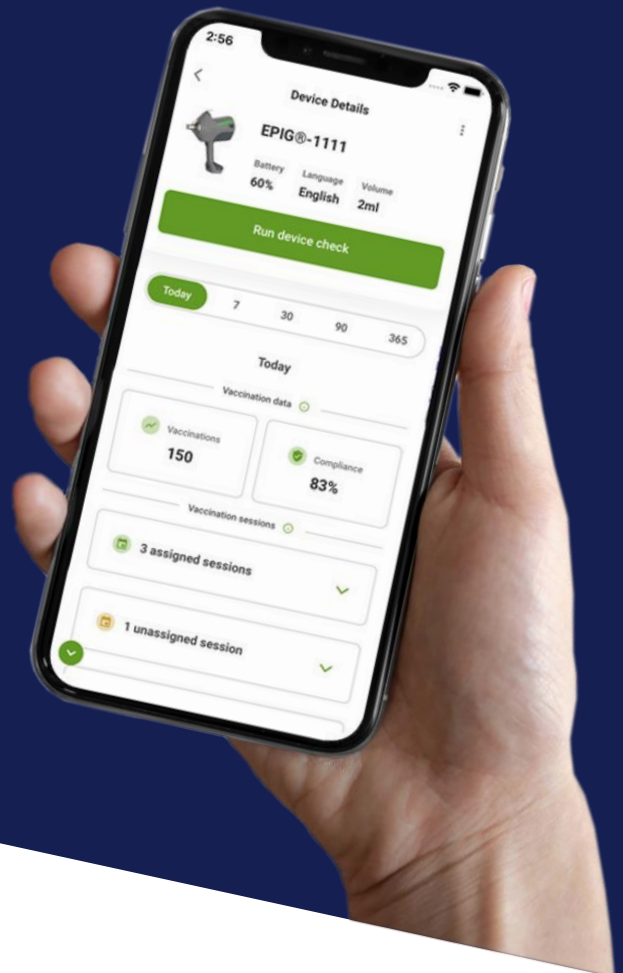 2:56
Device Details
EPIG®-1111
Battery Language Volume
60% English 2ml
Run device check
Today 7 30 90 365
Today
Vaccination data
Vaccinations Compliance
150 83%
Vaccination sessions
3 assigned sessions
1 unassigned session